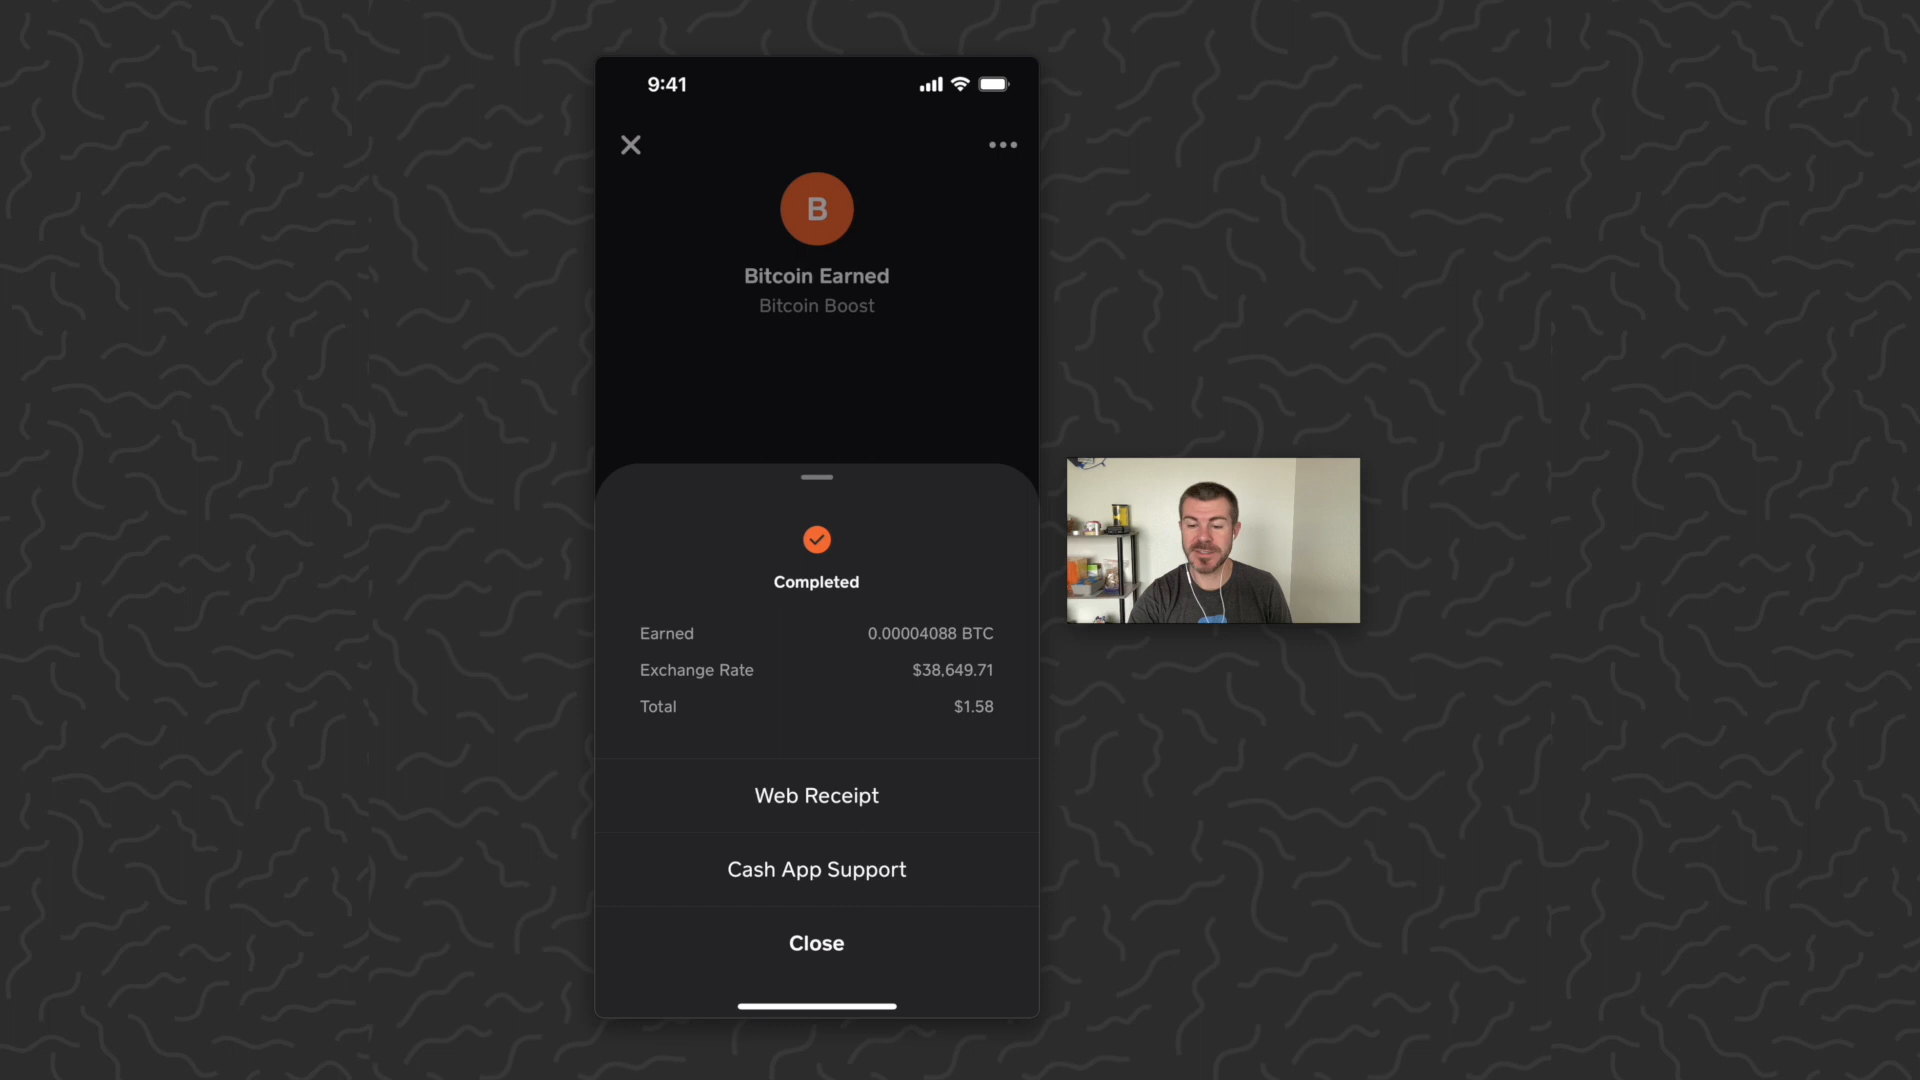 9:41
B
Bitcoin Earned
Bitcoin Boost
Completed
Earned 0.00004088 BTC
Exchange Rate $38,649.71
Total $1.58
Web Receipt
Cash App Support
Close